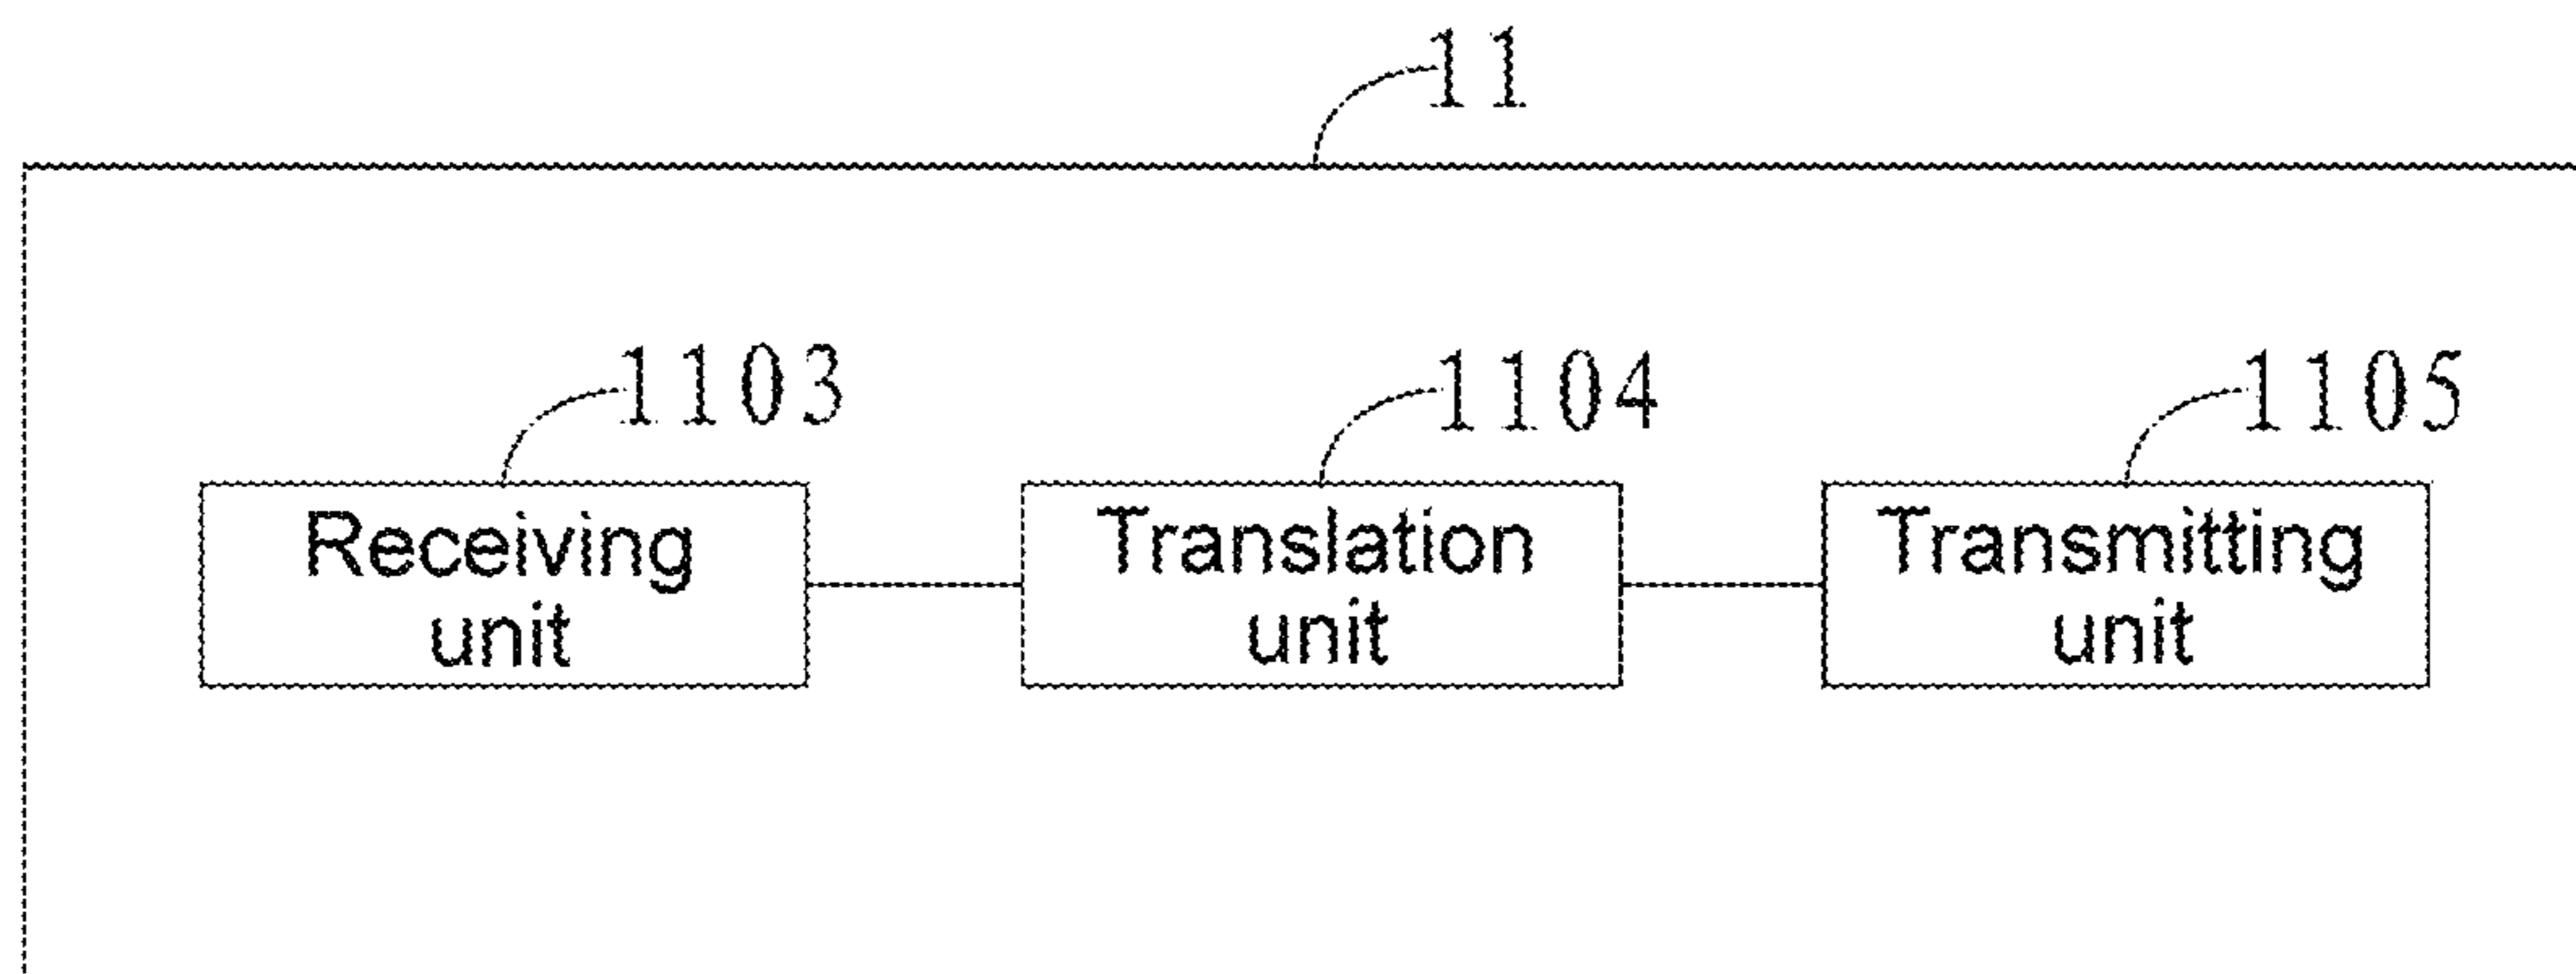 11
1103
1104
1105
Receiving
unit
Translation
unit
Transmitting
unit